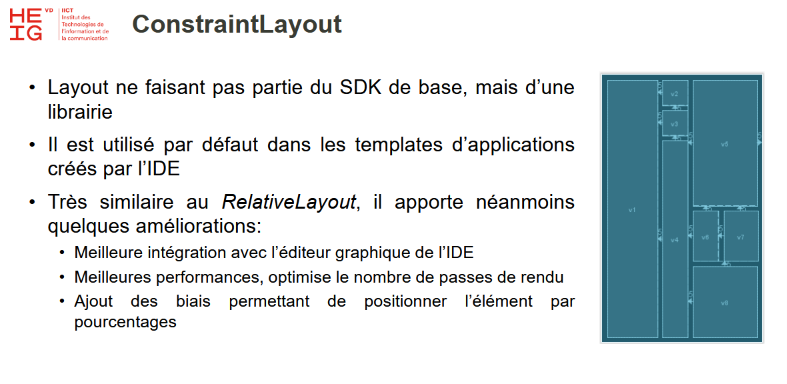 HE
IG
VD
IICT
Institut des
Technologies de
l'information et de
la communication
ConstraintLayout
• Layout ne faisant pas partie du SDK de base, mais d'une
librairie
• Il est utilisé par défaut dans les templates d'applications
créés par l'IDE
• Très similaire au RelativeLayout, il apporte néanmoins
quelques améliorations:
• Meilleure intégration avec l'éditeur graphique de l'IDE
• Meilleures performances, optimise le nombre de passes de rendu
• Ajout des biais permettant de positionner l'élément par
pourcentages
v2
v3
v1
v4
v7